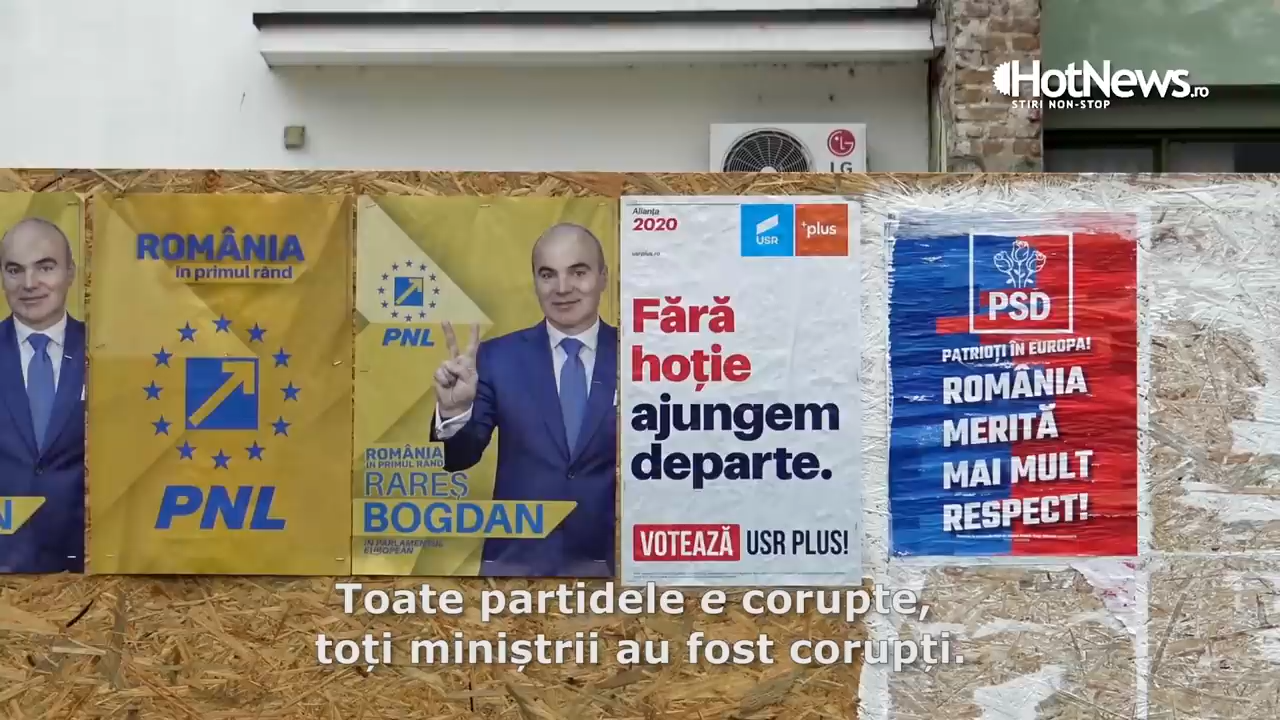 HotNews.ro
STIRI NON-STOP
LG
ROMÂNIA
în primul rând
PNL
N
PNL
ROMÂNIA
ÎN PRIMUL RÂND
RAREȘ
BOGDAN
ÎN PARLAMENTUL
EUROPEAN
Alianța
2020
usrplus.ro
USR
+plus
Fără
hoție
ajungem
departe.
VOTEAZĂ USR PLUS!
PSD
PATRIOȚI ÎN EUROPA!
ROMÂNIA
MERITĂ
MAI MULT
RESPECT!
Toate partidele e corupte,
toți miniștrii au fost corupți.